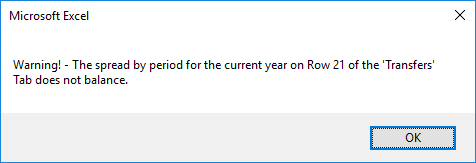 Microsoft Excel
Warning! - The spread by period for the current year on Row 21 of the 'Transfers'
Tab does not balance.
OK